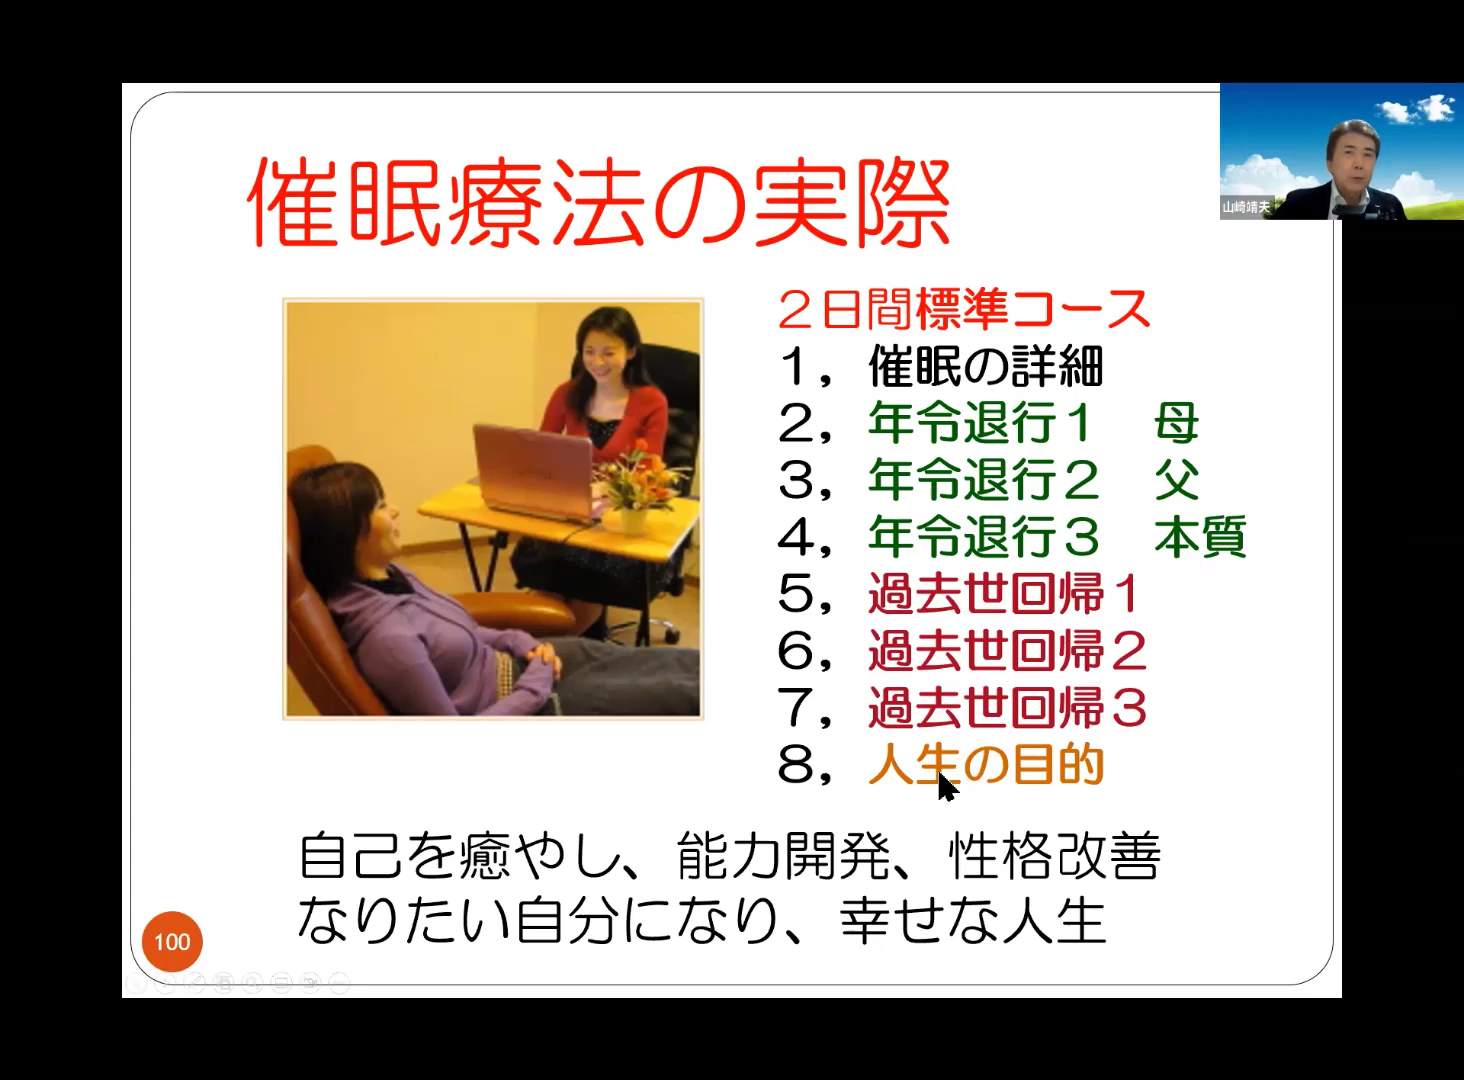 催眠療法の実際
山崎靖夫
２日間標準コース
１，催眠の詳細
２，年令退行１　母
３，年令退行２　父
４，年令退行３　本質
５，過去世回帰１
６，過去世回帰２
７，過去世回帰３
８，人生の目的
自己を癒やし、能力開発、性格改善
なりたい自分になり、幸せな人生
100